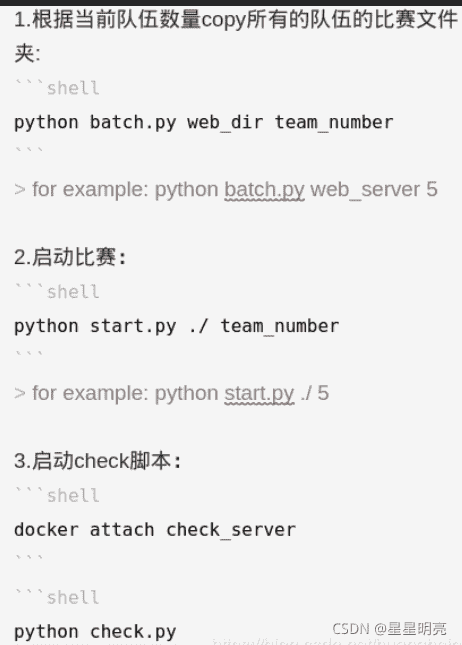 1.根据当前队伍数量copy所有的队伍的比赛文件
夹:
```shell
python batch.py web_dir team_number
```
> for example: python batch.py web_server 5
2.启动比赛:
```shell
python start.py ./ team_number
```
> for example: python start.py ./ 5
3.启动check脚本:
```shell
docker attach check_server
```
```shell
python check.py
CSDN @星星明亮